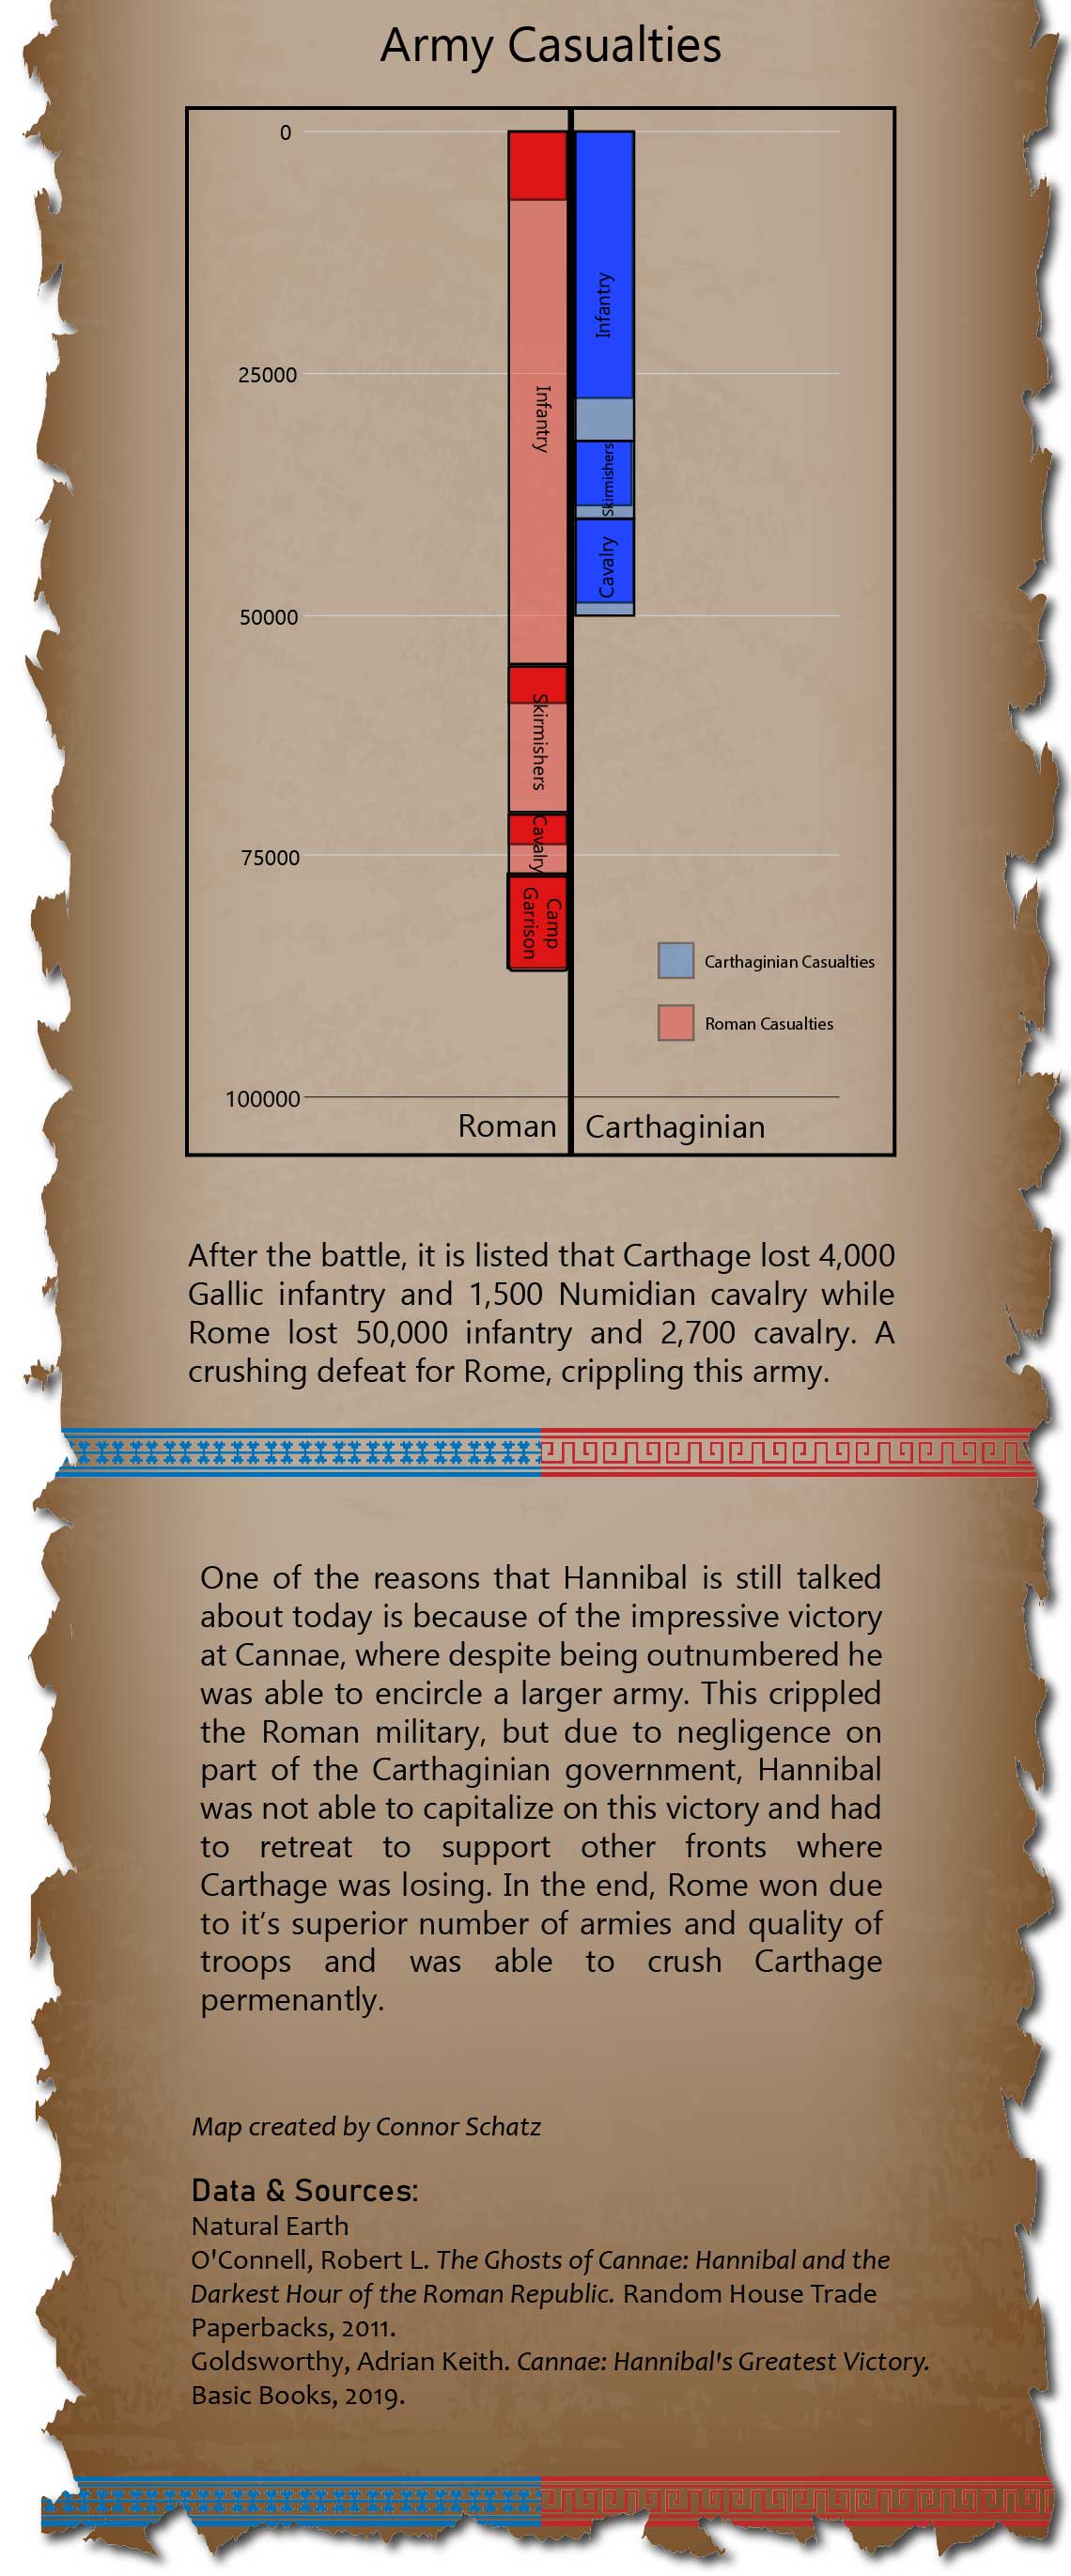 Army Casualties
0
25000
50000
75000
100000
Infantry
Skirmishers
Cavalry
Camp
Garrison
Infantry
Skirmishers
Cavalry
Carthaginian Casualties
Roman Casualties
Roman
Carthaginian
After the battle, it is listed that Carthage lost 4,000
Gallic infantry and 1,500 Numidian cavalry while
Rome lost 50,000 infantry and 2,700 cavalry. A
crushing defeat for Rome, crippling this army.
One of the reasons that Hannibal is still talked
about today is because of the impressive victory
at Cannae, where despite being outnumbered he
was able to encircle a larger army. This crippled
the Roman military, but due to negligence on
part of the Carthaginian government, Hannibal
was not able to capitalize on this victory and had
to retreat to support other fronts where
Carthage was losing. In the end, Rome won due
to it’s superior number of armies and quality of
troops and was able to crush Carthage
permenantly.
Map created by Connor Schatz
Data & Sources:
Natural Earth
O'Connell, Robert L. The Ghosts of Cannae: Hannibal and the
Darkest Hour of the Roman Republic. Random House Trade
Paperbacks, 2011.
Goldsworthy, Adrian Keith. Cannae: Hannibal's Greatest Victory.
Basic Books, 2019.